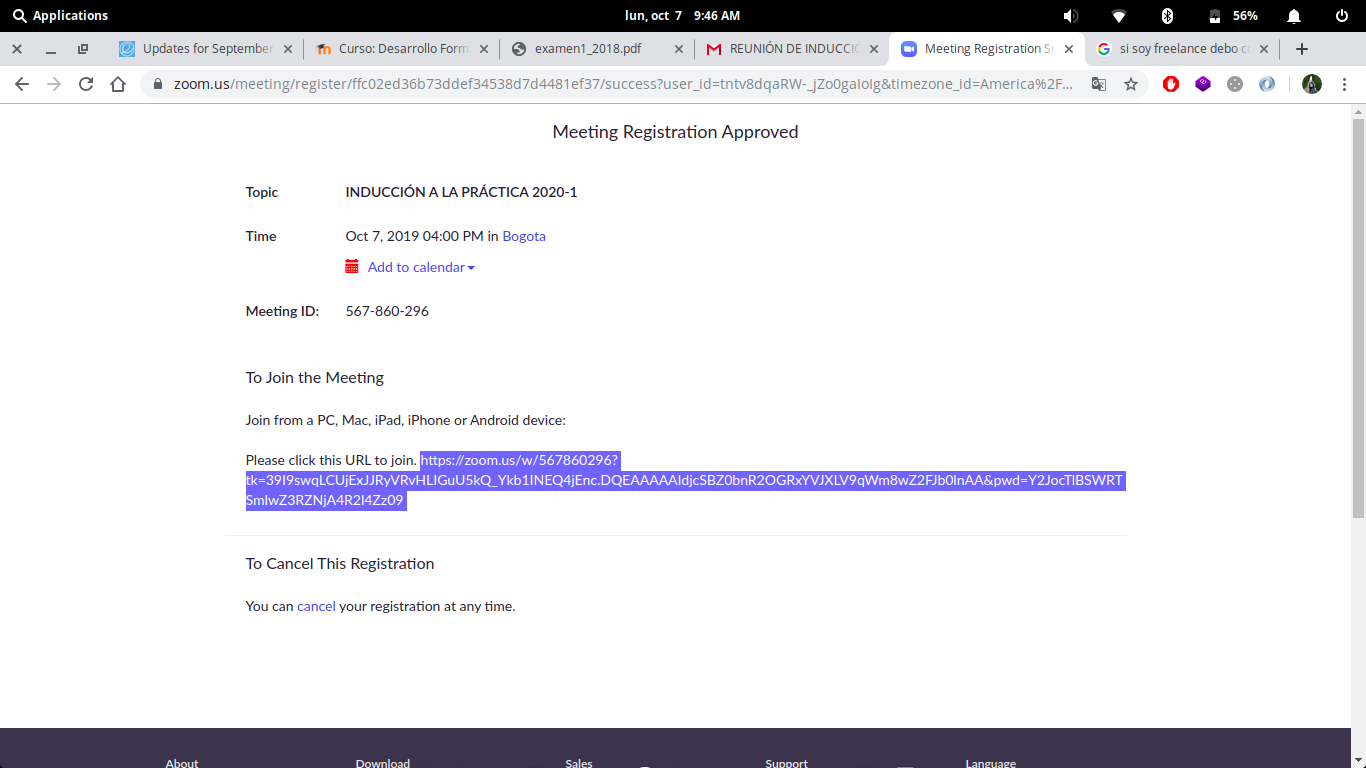 Applications
lun, oct 7 9:46 AM
56%
Updates for September
Curso: Desarrollo Form
examen1_2018.pdf
REUNIÓN DE INDUCCIÓ
Meeting Registration Su
si soy freelance debo co
zoom.us/meeting/register/ffc02ed36b73ddef34538d7d4481ef37/success?user_id=tntv8dqaRW-_jZo0gaIoIg&timezone_id=America%2F...
Meeting Registration Approved
Topic INDUCCIÓN A LA PRÁCTICA 2020-1
Time Oct 7, 2019 04:00 PM in Bogota
Add to calendar
Meeting ID: 567-860-296
To Join the Meeting
Join from a PC, Mac, iPad, iPhone or Android device:
Please click this URL to join. https://zoom.us/w/567860296?
tk=39I9swqLCUjExJJRyVRvHLIGuU5kQ_Ykb1INEQ4jEnc.DQEAAAAAIdjcSBZ0bnR2OGRxYVJXLV9qWm8wZ2FJb0lnAA&pwd=Y2JocTlBSWRT
SmlwZ3RZNjA4R2l4Zz09
To Cancel This Registration
You can cancel your registration at any time.
About Download Sales Support Language